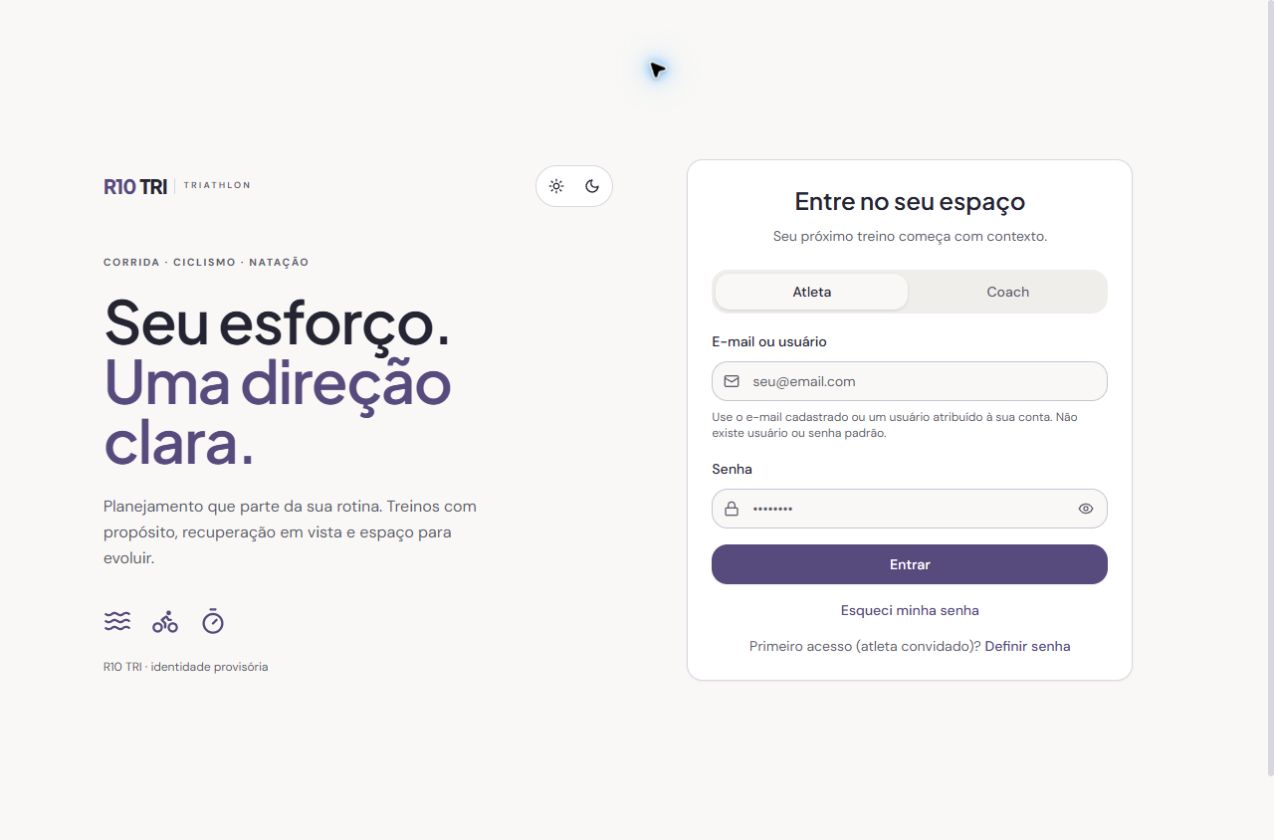 R10 TRI TRIATHLON
CORRIDA · CICLISMO · NATAÇÃO
Seu esforço.
Uma direção
clara.
Planejamento que parte da sua rotina. Treinos com
propósito, recuperação em vista e espaço para
evoluir.
R10 TRI · identidade provisória
Entre no seu espaço
Seu próximo treino começa com contexto.
Atleta Coach
E-mail ou usuário
seu@email.com
Use o e-mail cadastrado ou um usuário atribuído à sua conta. Não
existe usuário ou senha padrão.
Senha
••••••••
Entrar
Esqueci minha senha
Primeiro acesso (atleta convidado)? Definir senha